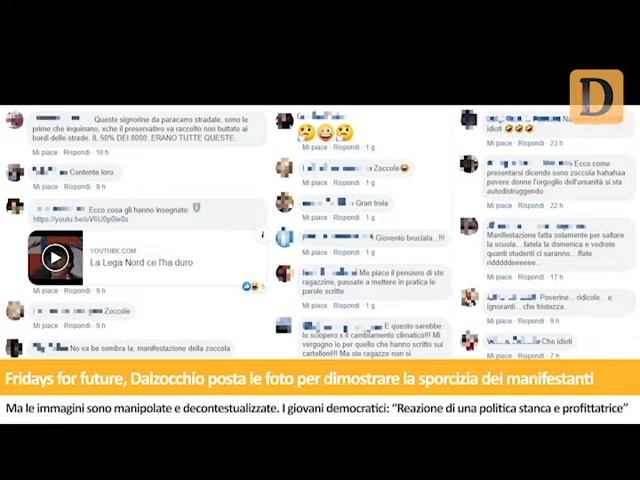 D
Queste signorine da paracarro stradale, sono le
prime che inquinano, xche il preservativo va raccolto non buttate ai
bordi delle strade. IL 50% DEI 8000, ERANO TUTTE QUESTE.
Mi piace · Rispondi · 10 h
Contente loro
Mi piace · Rispondi · 9 h
Ecco cosa gli hanno insegnato:
Mi piace · Rispondi
YOUTUBE.COM
La Lega Nord ce l'ha duro
5
Mi piace · Rispondi · 9 h
Zoccole
Mi piace · Rispondi · 9 h
No va be sembra la, manifestazione della zoccola
Mi piace · Rispondi · 1 g
Zoccole
Mi piace · Rispondi · 1 g
Gran troia
Mi piace · Rispondi · 1 g
Gioventù bruciata...!!!
Mi piace · Rispondi · 1 g
Me piace il pensiero di ste
ragazzine, passate a mettere in pratica le
parole scritte
Mi piace · Rispondi · 1 g
E questo sarebbe
lo sciopero x il cambiamento climatico!!! Mi
vergogno io per quelle che hanno scritto sui
cartelloni!! Ma ste ragazze non si
idioti
Mi piace · Rispondi · 23 h
Ecco come
presentarsi dicendo sono zoccola hahahaa
povere donne l'orgoglio dell'umanità si sta
autodistruggendo
Mi piace · Rispondi · 22 h
Manifestazione fatta solamente per saltare
la scuola... fatela la domenica e vedrete
quanti studenti ci saranno...fate
ridddddeeeeee..
Mi piace · Rispondi · 17 h
Poverine... ridicole... e
ignoranti... che tristezza..
Mi piace · Rispondi · 9 h
Che idioti
Mi piace · Rispondi · 7 h
Fridays for future, Dalzocchio posta le foto per dimostrare la sporcizia dei manifestanti
Ma le immagini sono manipolate e decontestualizzate. I giovani democratici: “Reazione di una politica stanca e profittatrice”